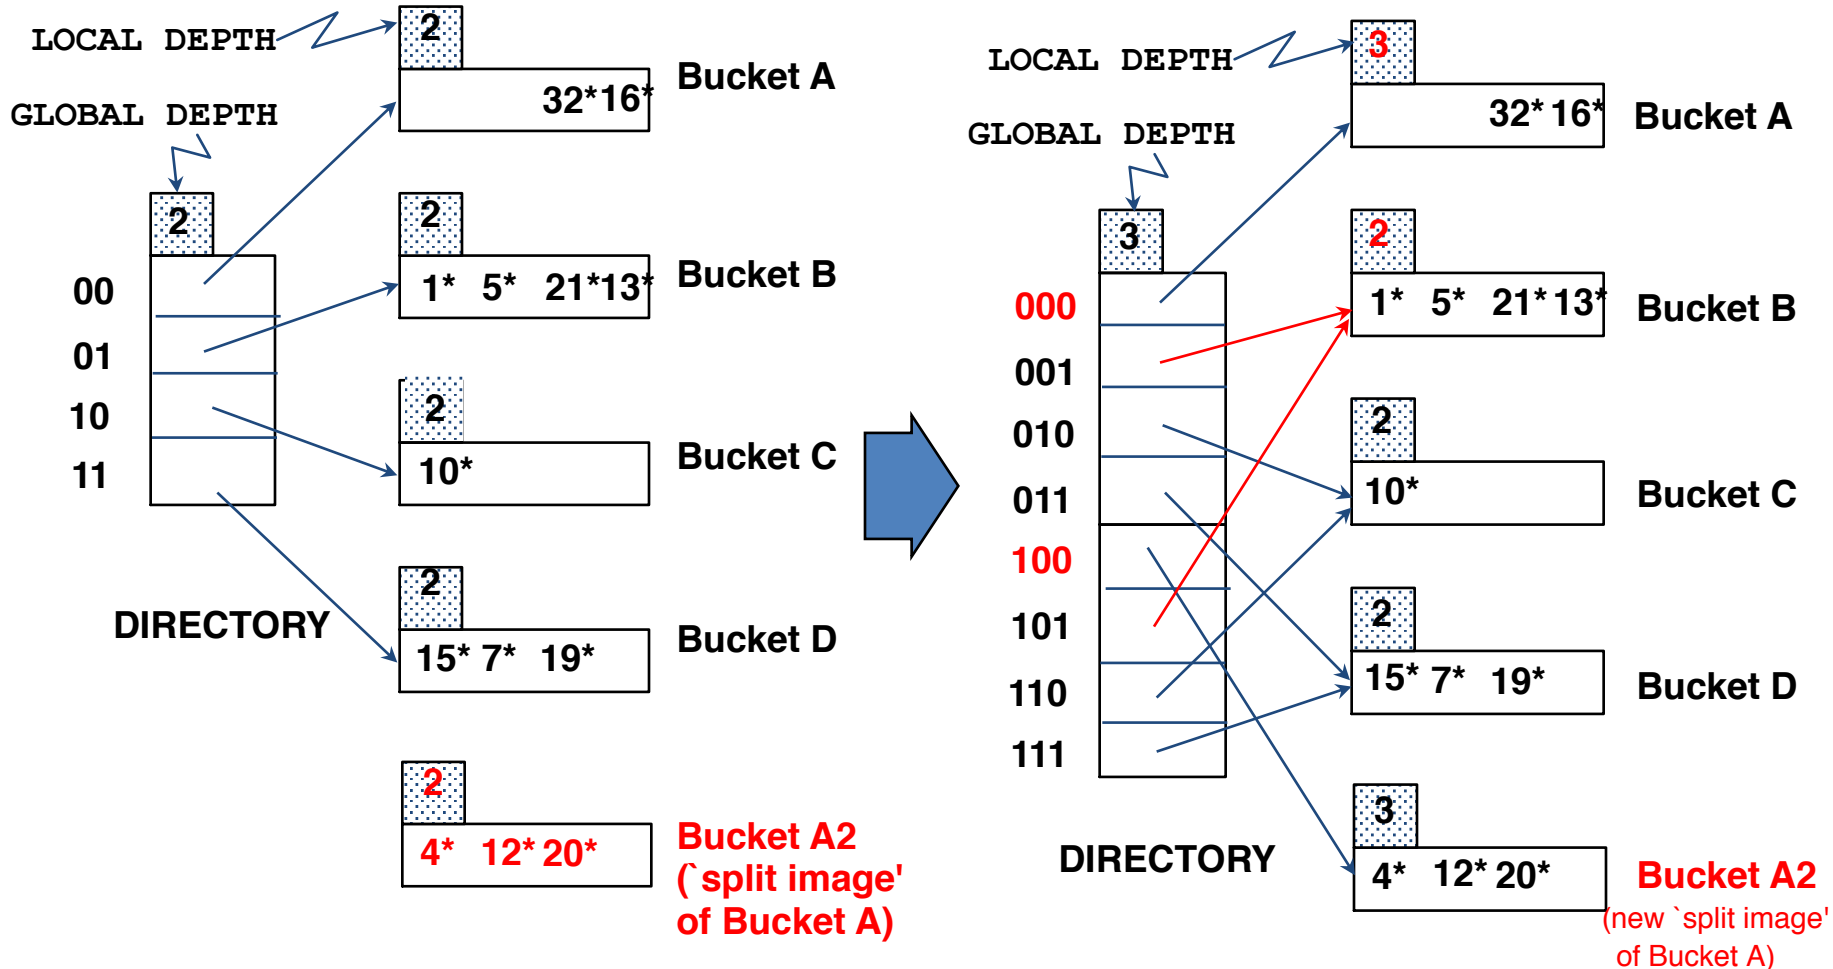 LOCAL DEPTH
2
32* 16*
Bucket A
GLOBAL DEPTH
2
00
01
10
11
2
1* 5* 21* 13*
Bucket B
2
10*
Bucket C
DIRECTORY
2
15* 7* 19*
Bucket D
2
4* 12* 20*
Bucket A2
(`split image'
of Bucket A)
LOCAL DEPTH
3
32* 16*
Bucket A
GLOBAL DEPTH
3
000
001
010
011
100
101
110
111
2
1* 5* 21* 13*
Bucket B
2
10*
Bucket C
2
15* 7* 19*
Bucket D
DIRECTORY
3
4* 12* 20*
Bucket A2
(new `split image'
of Bucket A)